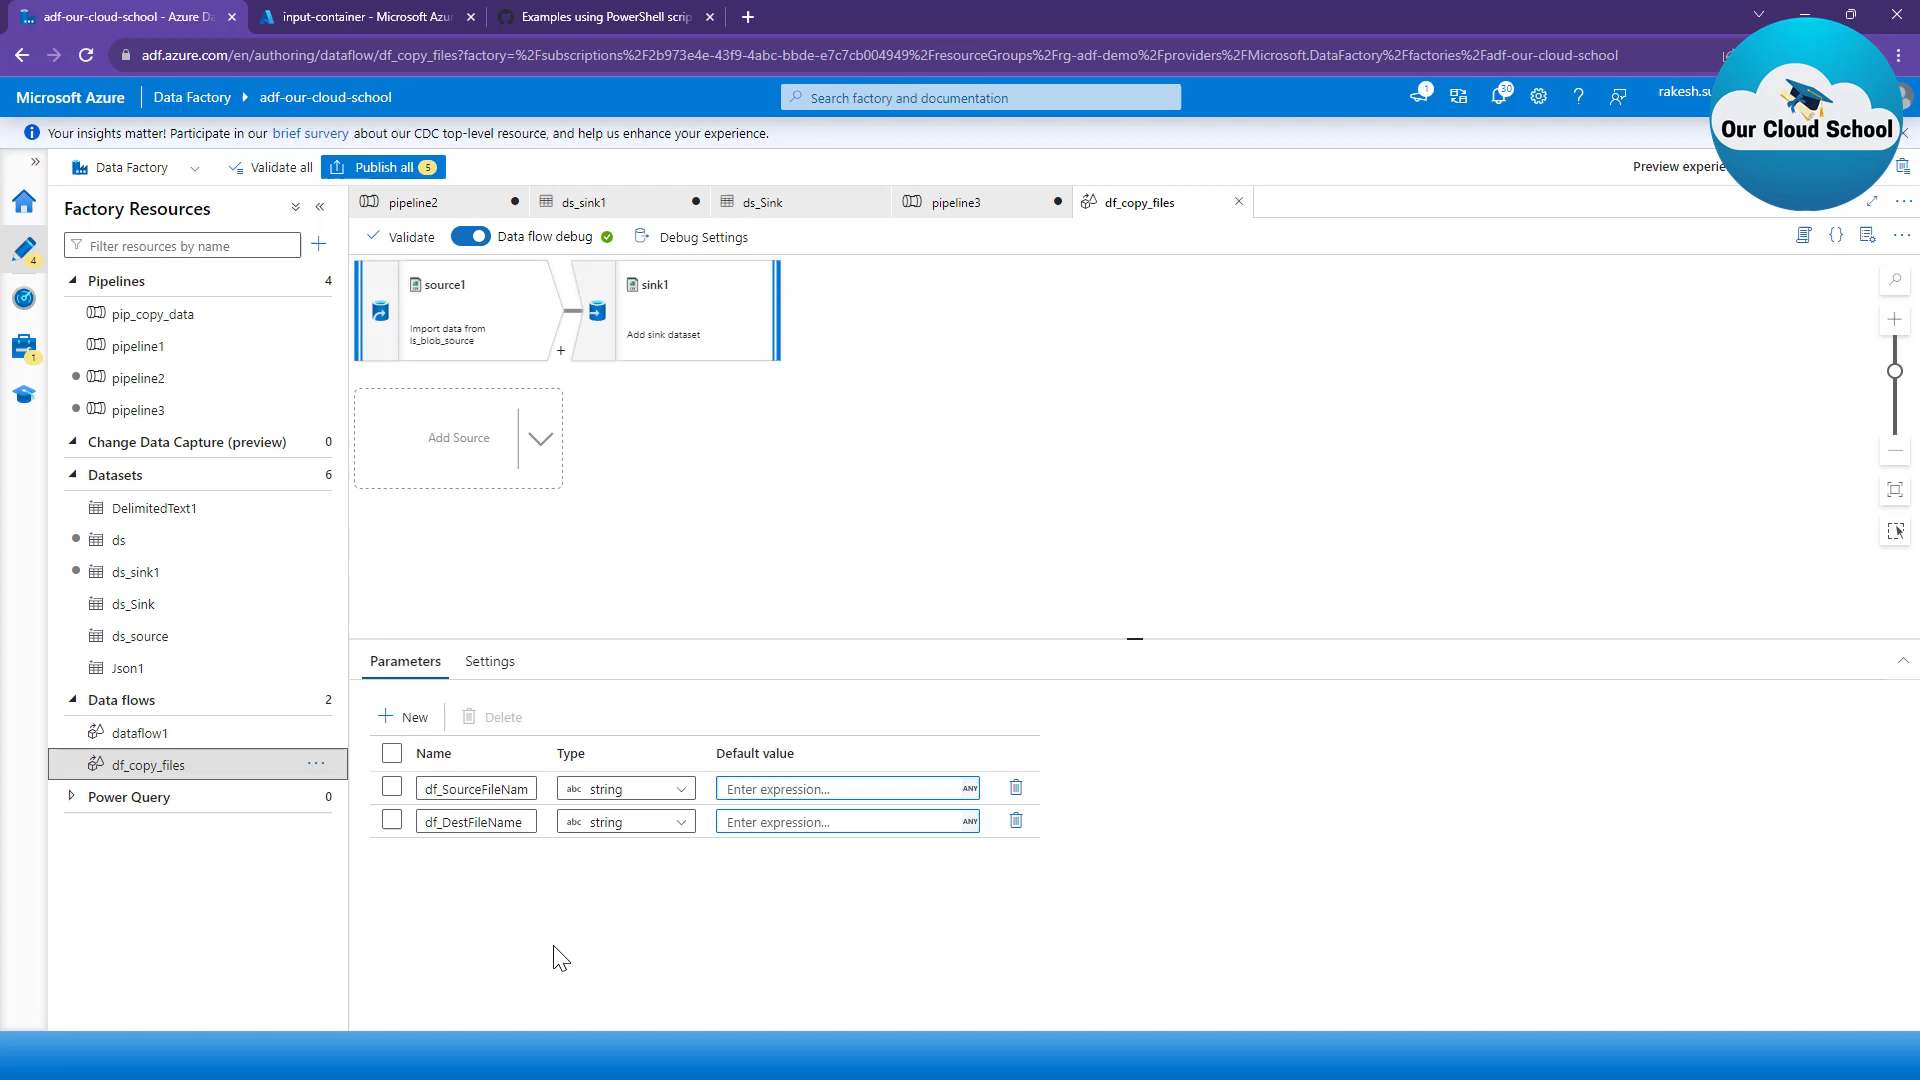 adf-our-cloud-school - Azure Da
input-container - Microsoft Azur
Examples using PowerShell scrip
adf.azure.com/en/authoring/dataflow/df_copy_files?factory=%2Fsubscriptions%2F2b973e4e-43f9-4abc-bbde-e7c7cb004949%2FresourceGroups%2Frg-adf-demo%2Fproviders%2FMicrosoft.DataFactory%2Ffactories%2Fadf-our-cloud-school
Microsoft Azure
Data Factory
adf-our-cloud-school
Search factory and documentation
1
30
rakesh.su
Our Cloud School
Your insights matter! Participate in our brief survey about our CDC top-level resource, and help us enhance your experience.
Data Factory
Validate all
Publish all
5
Preview experie
4
1
Factory Resources
Filter resources by name
Pipelines
4
pip_copy_data
pipeline1
pipeline2
pipeline3
Change Data Capture (preview)
0
Datasets
6
DelimitedText1
ds
ds_sink1
ds_Sink
ds_source
Json1
Data flows
2
dataflow1
df_copy_files
...
Power Query
0
pipeline2
ds_sink1
ds_Sink
pipeline3
df_copy_files
Validate
Data flow debug
Debug Settings
source1
Import data from
ls_blob_source
+
sink1
Add sink dataset
Add Source
Parameters
Settings
New
Delete
Name
Type
Default value
df_SourceFileNam
abc string
Enter expression...
ANY
df_DestFileName
abc string
Enter expression...
ANY